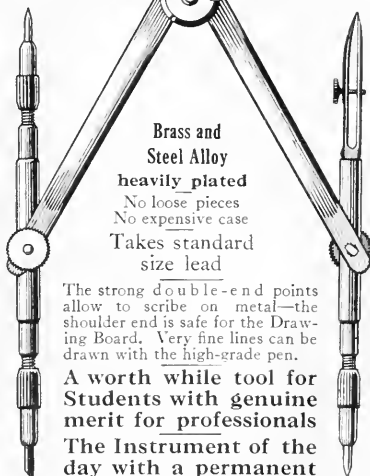 Brass and
Steel Alloy
heavily plated
No loose pieces
No expensive case
Takes standard
size lead
The strong double-end points
allow to scribe on metal—the
shoulder end is safe for the Draw-
ing Board. Very fine lines can be
drawn with the high-grade pen.
A worth while tool for
Students with genuine
merit for professionals
The Instrument of the
day with a permanent